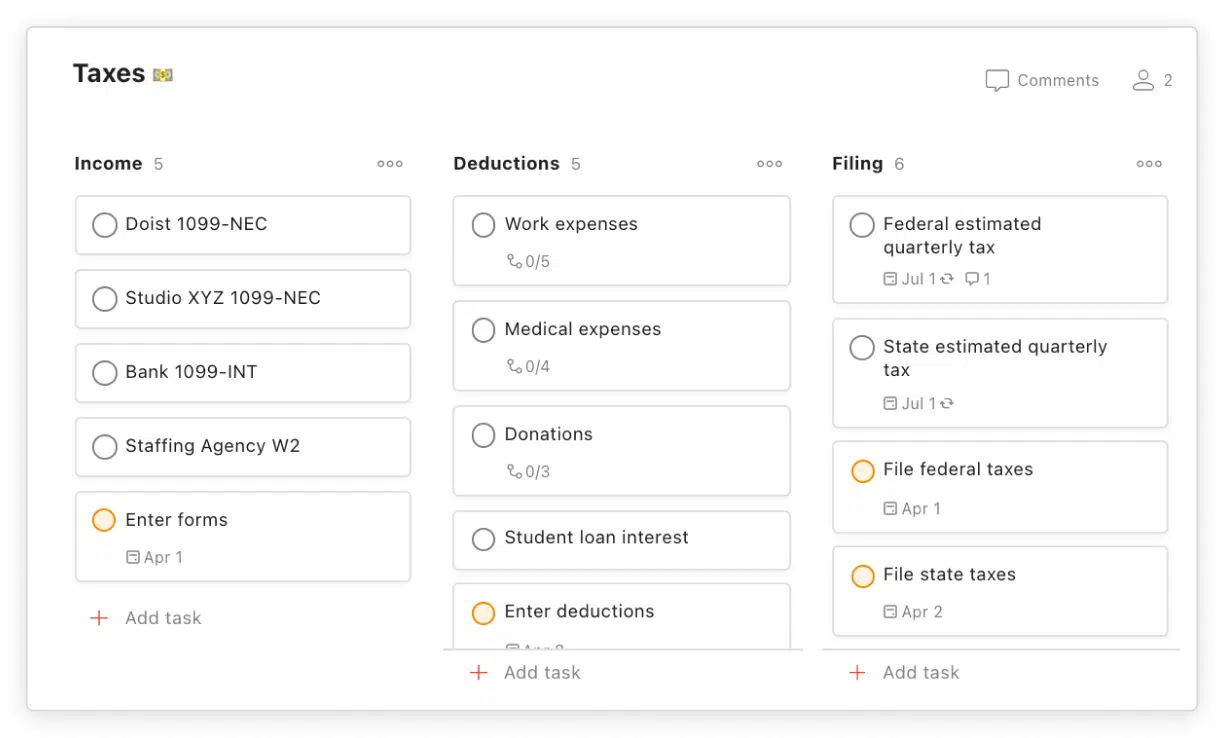 Taxes 💵
Comments
2
Income 5
Doist 1099-NEC
Studio XYZ 1099-NEC
Bank 1099-INT
Staffing Agency W2
Enter forms
Apr 1
Add task
Deductions 5
Work expenses
0/5
Medical expenses
0/4
Donations
0/3
Student loan interest
Enter deductions
Add task
Filing 6
Federal estimated
quarterly tax
Jul 1 1
State estimated quarterly
tax
Jul 1
File federal taxes
Apr 1
File state taxes
Apr 2
Add task